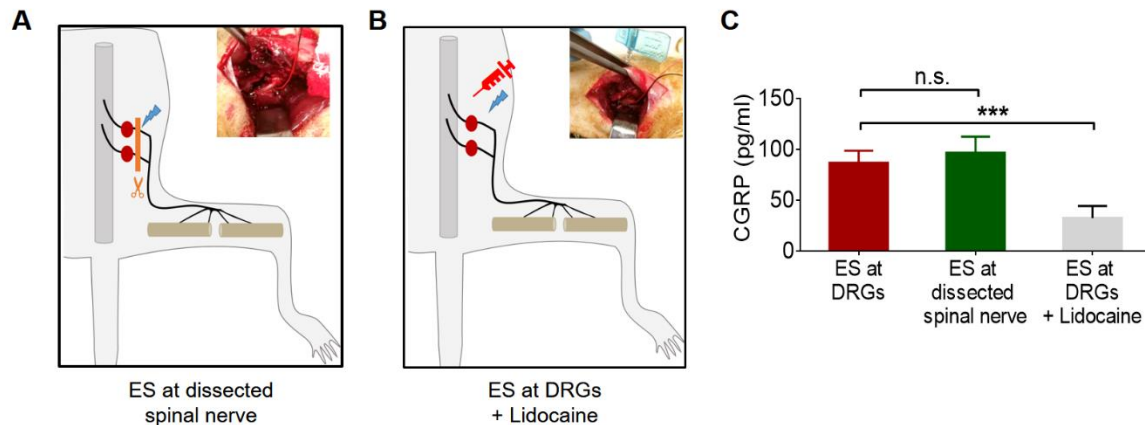 A
ES at dissected
spinal nerve
B
ES at DRGs
+ Lidocaine
C
n.s.
***
CGRP (pg/ml)
150
100
50
0
ES at
DRGs
ES at
dissected
spinal nerve
ES at
DRGs
+ Lidocaine